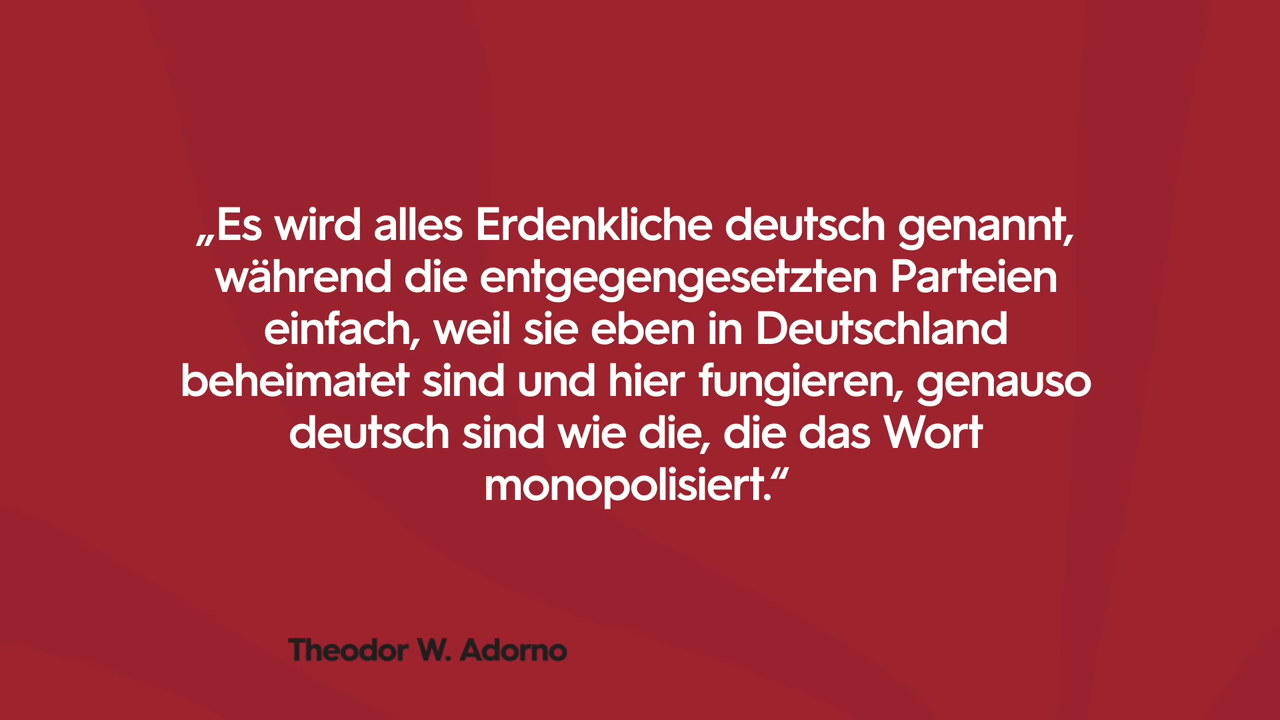 „Es wird alles Erdenkliche deutsch genannt,
während die entgegengesetzten Parteien
einfach, weil sie eben in Deutschland
beheimatet sind und hier fungieren, genauso
deutsch sind wie die, die das Wort
monopolisiert.“
Theodor W. Adorno